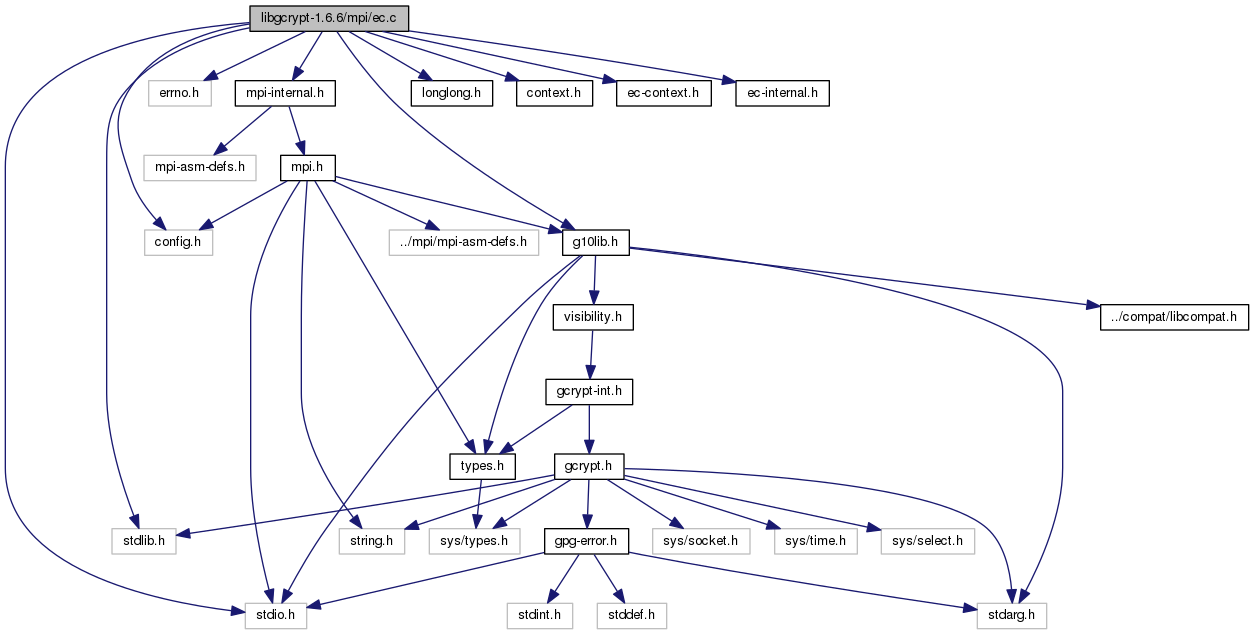 libgcrypt-1.6.6/mpi/ec.c
errno.h
mpi-internal.h
longlong.h
context.h
ec-context.h
ec-internal.h
mpi-asm-defs.h
mpi.h
config.h
../mpi/mpi-asm-defs.h
g10lib.h
visibility.h
../compat/libcompat.h
gcrypt-int.h
types.h
gcrypt.h
stdlib.h
string.h
sys/types.h
gpg-error.h
sys/socket.h
sys/time.h
sys/select.h
stdio.h
stdint.h
stddef.h
stdarg.h